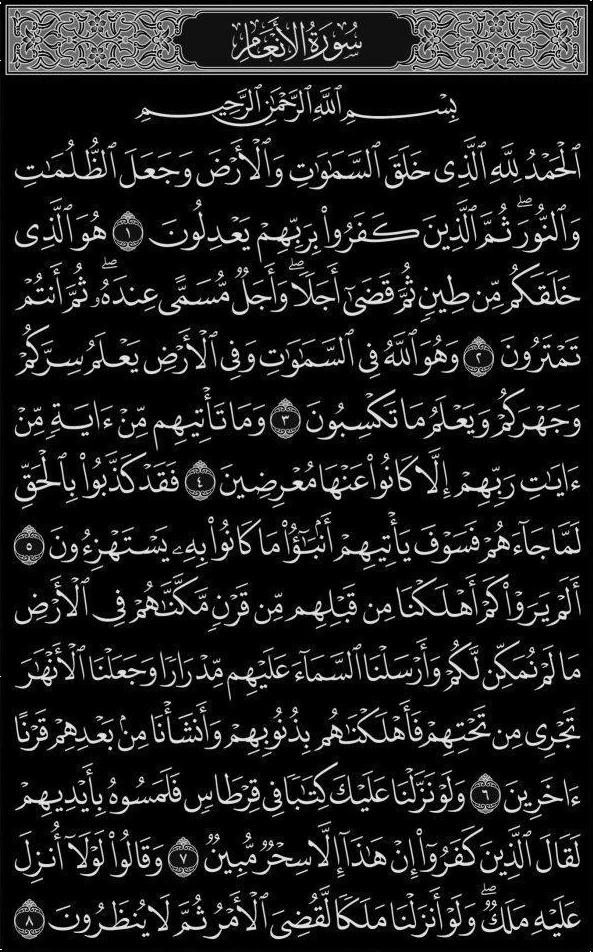 سُورَةُ الأَنْعَامِ
بِسْمِ ٱللَّهِ ٱلرَّحْمَٰنِ ٱلرَّحِيمِ
ٱلْحَمْدُ لِلَّهِ ٱلَّذِى خَلَقَ ٱلسَّمَٰوَٰتِ وَٱلْأَرْضَ وَجَعَلَ ٱلظُّلُمَٰتِ
وَٱلنُّورَ ۖ ثُمَّ ٱلَّذِينَ كَفَرُوا۟ بِرَبِّهِمْ يَعْدِلُونَ ١ هُوَ ٱلَّذِى
خَلَقَكُم مِّن طِينٍ ثُمَّ قَضَىٰٓ أَجَلًا ۖ وَأَجَلٌ مُّسَمًّى عِندَهُۥ ۖ ثُمَّ أَنتُمْ
تَمْتَرُونَ ٢ وَهُوَ ٱللَّهُ فِى ٱلسَّمَٰوَٰتِ وَفِى ٱلْأَرْضِ يَعْلَمُ سِرَّكُمْ
وَجَهْرَكُمْ وَيَعْلَمُ مَا تَكْسِبُونَ ٣ وَمَا تَأْتِيهِم مِّنْ ءَايَةٍ مِّنْ
ءَايَٰتِ رَبِّهِمْ إِلَّا كَانُوا۟ عَنْهَا مُعْرِضِينَ ٤ فَقَدْ كَذَّبُوا۟ بِٱلْحَقِّ
لَمَّا جَآءَهُمْ فَسَوْفَ يَأْتِيهِمْ أَنۢبَٰٓؤُا۟ مَا كَانُوا۟ بِهِۦ يَسْتَهْزِءُونَ ٥
أَلَمْ يَرَوْا۟ كَمْ أَهْلَكْنَا مِن قَبْلِهِم مِّن قَرْنٍ مَّكَّنَّٰهُمْ فِى ٱلْأَرْضِ
مَا لَمْ نُمَكِّن لَّكُمْ وَأَرْسَلْنَا ٱلسَّمَآءَ عَلَيْهِم مِّدْرَارًا وَجَعَلْنَا ٱلْأَنْهَٰرَ
تَجْرِى مِن تَحْتِهِمْ فَأَهْلَكْنَٰهُم بِذُنُوبِهِمْ وَأَنشَأْنَا مِنۢ بَعْدِهِمْ قَرْنًا
ءَاخَرِينَ ٦ وَلَوْ نَزَّلْنَا عَلَيْكَ كِتَٰبًا فِى قِرْطَاسٍ فَلَمَسُوهُ بِأَيْدِيهِمْ
لَقَالَ ٱلَّذِينَ كَفَرُوٓا۟ إِنْ هَٰذَآ إِلَّا سِحْرٌ مُّبِينٌ ٧ وَقَالُوا۟ لَوْلَآ أُنزِلَ
عَلَيْهِ مَلَكٌ ۖ وَلَوْ أَنزَلْنَا مَلَكًا لَّقُضِىَ ٱلْأَمْرُ ثُمَّ لَا يُنظَرُونَ ٨